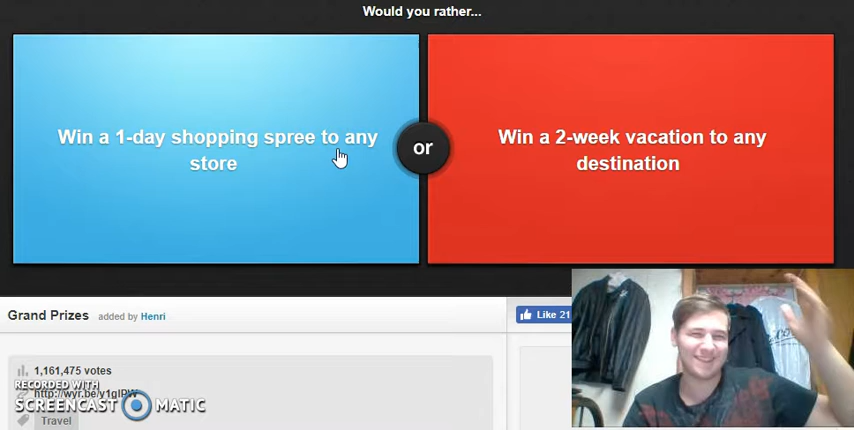 Would you rather...
Win a 1-day shopping spree to any
store
or
Win a 2-week vacation to any
destination
Grand Prizes added by Henri
Like 21
1,161,475 votes
RECORDED WITH
SCREENCAST MATIC
Travel